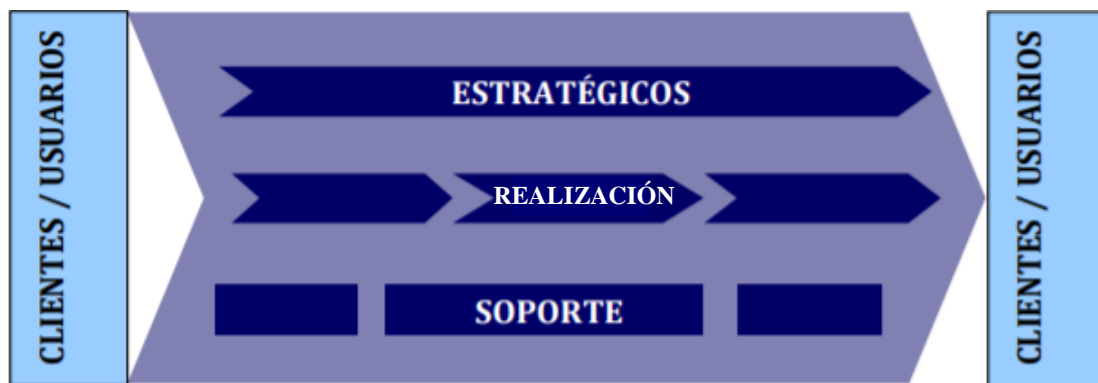 CLIENTES / USUARIOS
ESTRATÉGICOS
REALIZACIÓN
SOPORTE
CLIENTES / USUARIOS